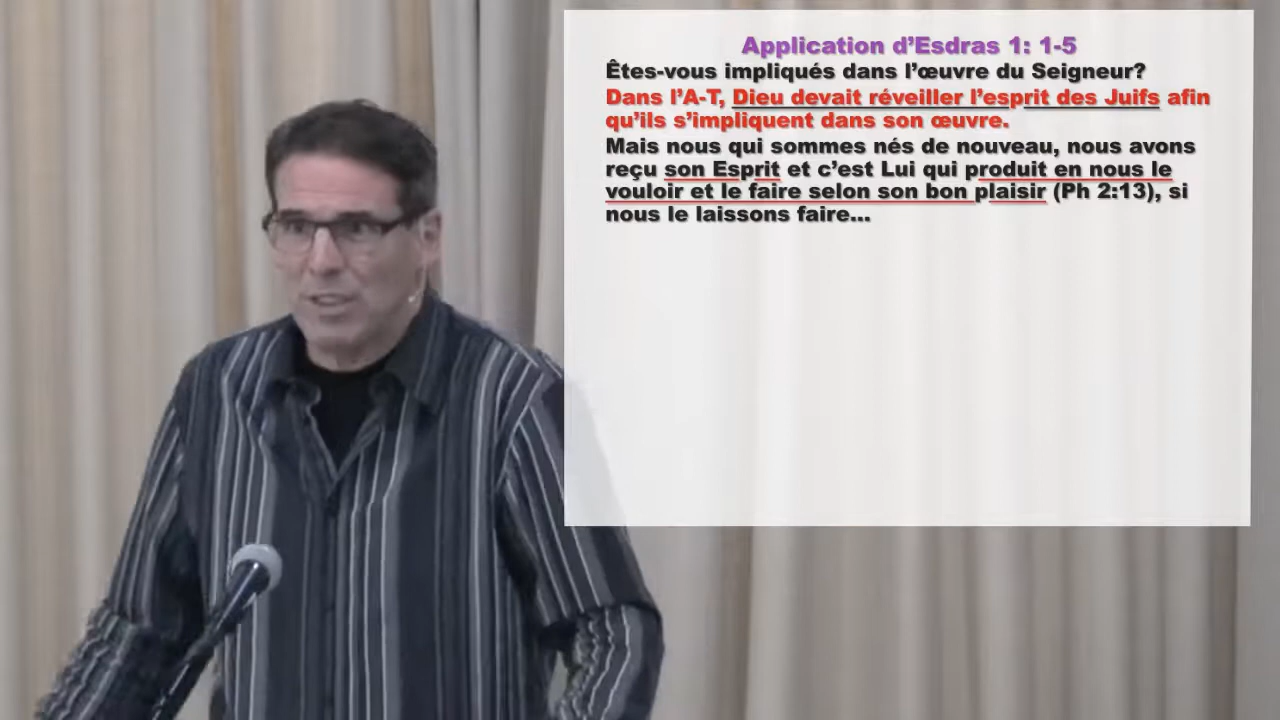 Application d’Esdras 1: 1-5
Êtes-vous impliqués dans l’œuvre du Seigneur?
Dans l’A-T, Dieu devait réveiller l’esprit des Juifs afin
qu’ils s’impliquent dans son œuvre.
Mais nous qui sommes nés de nouveau, nous avons
reçu son Esprit et c’est Lui qui produit en nous le
vouloir et le faire selon son bon plaisir (Ph 2:13), si
nous le laissons faire...